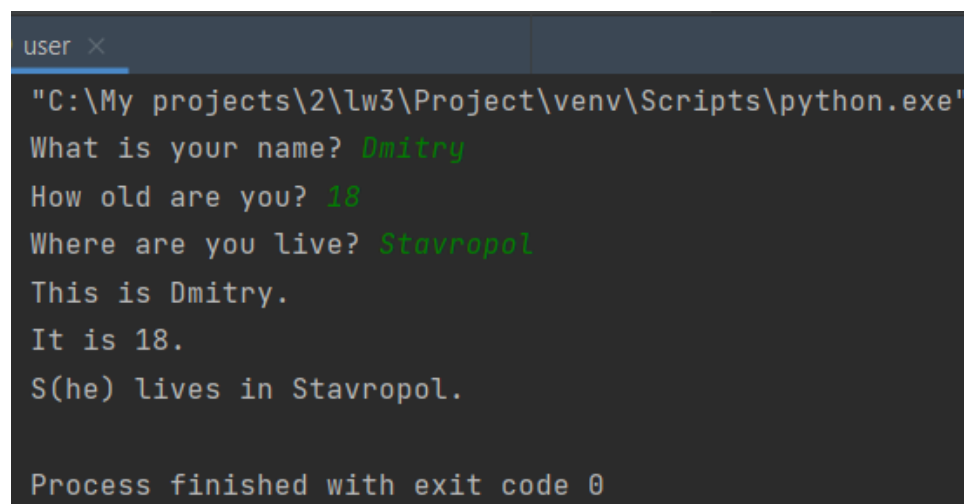 user
"C:\My projects\2\lw3\Project\venv\Scripts\python.exe"
What is your name? Dmitry
How old are you? 18
Where are you live? Stavropol
This is Dmitry.
It is 18.
S(he) lives in Stavropol.
Process finished with exit code 0